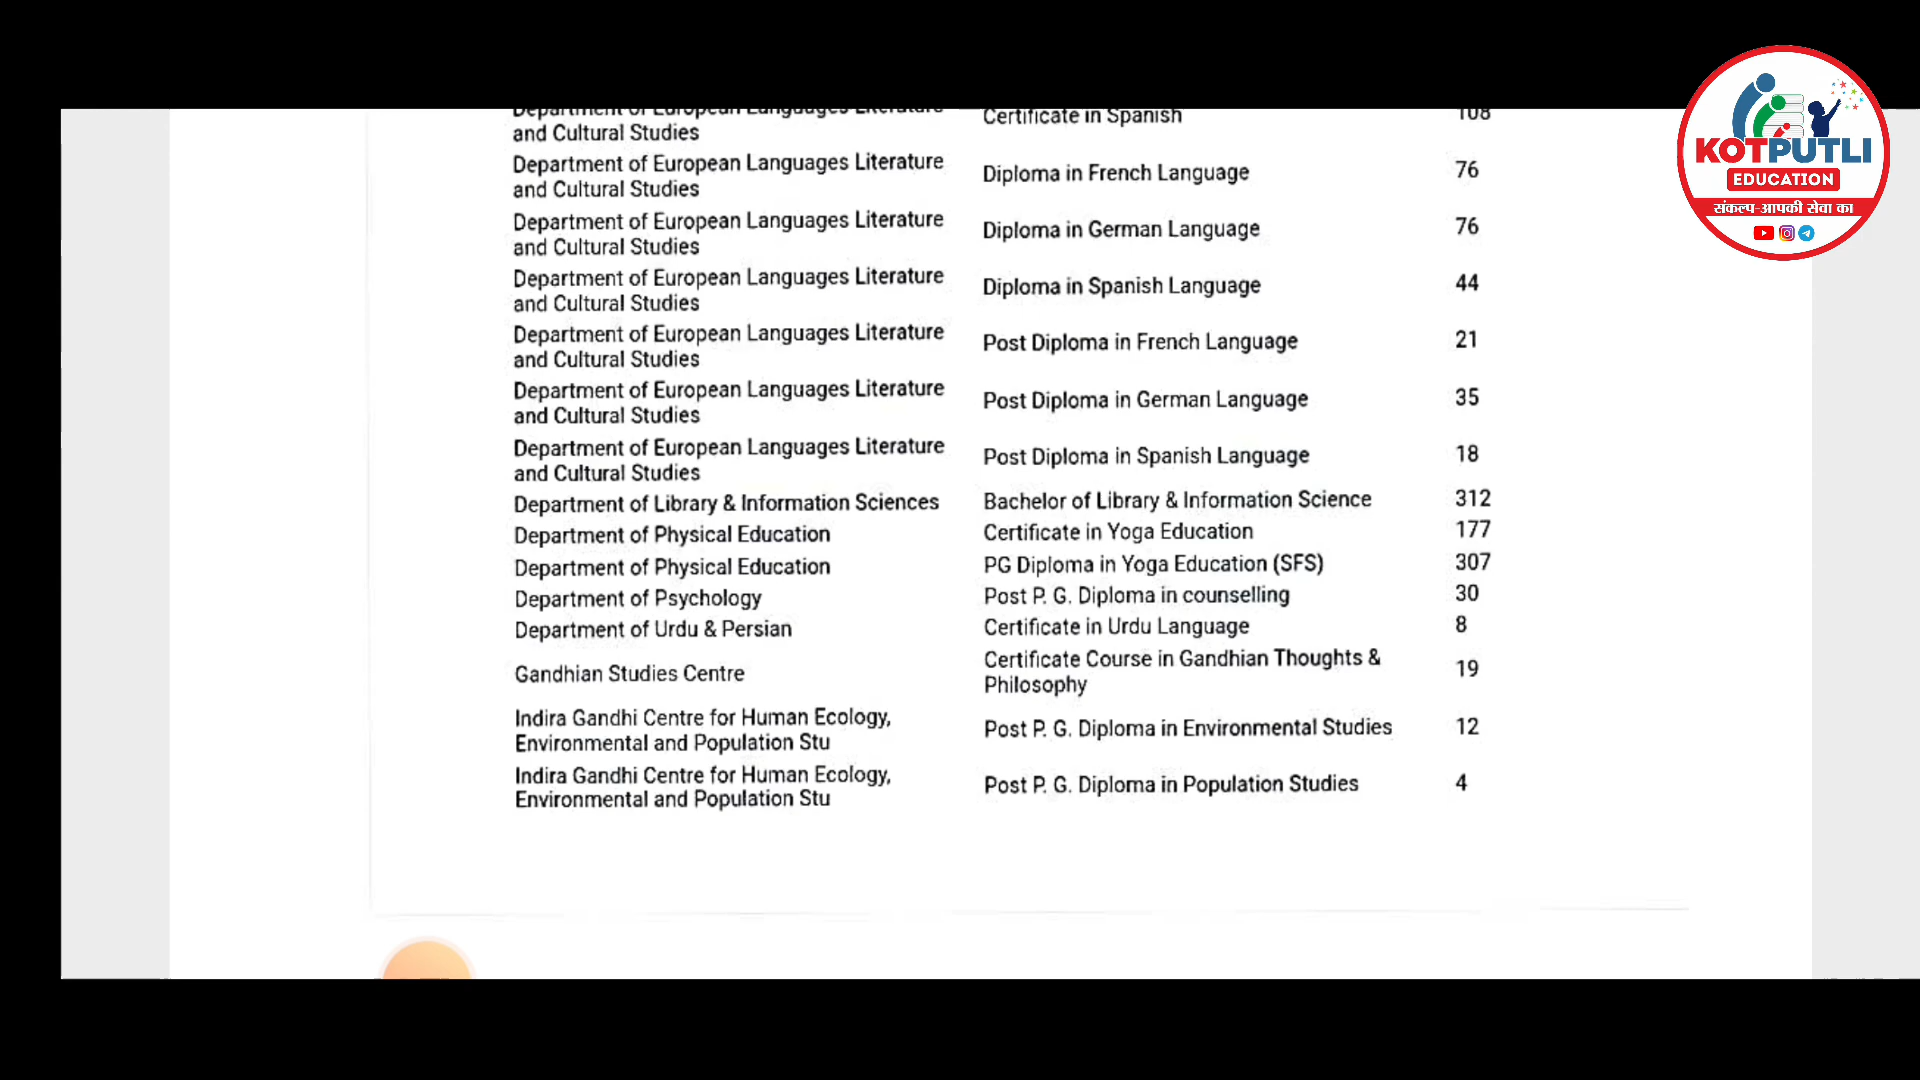 Department of European Languages Literature
and Cultural Studies
Certificate in Spanish
108
Department of European Languages Literature
and Cultural Studies
Diploma in French Language
76
Department of European Languages Literature
and Cultural Studies
Diploma in German Language
76
Department of European Languages Literature
and Cultural Studies
Diploma in Spanish Language
44
Department of European Languages Literature
and Cultural Studies
Post Diploma in French Language
21
Department of European Languages Literature
and Cultural Studies
Post Diploma in German Language
35
Department of European Languages Literature
and Cultural Studies
Post Diploma in Spanish Language
18
Department of Library & Information Sciences
Bachelor of Library & Information Science
312
Department of Physical Education
Certificate in Yoga Education
177
Department of Physical Education
PG Diploma in Yoga Education (SFS)
307
Department of Psychology
Post P. G. Diploma in counselling
30
Department of Urdu & Persian
Certificate in Urdu Language
8
Gandhian Studies Centre
Certificate Course in Gandhian Thoughts &
Philosophy
19
Indira Gandhi Centre for Human Ecology,
Environmental and Population Stu
Post P. G. Diploma in Environmental Studies
12
Indira Gandhi Centre for Human Ecology,
Environmental and Population Stu
Post P. G. Diploma in Population Studies
4
KOTPUTLI
EDUCATION
संकल्प-आपकी सेवा का